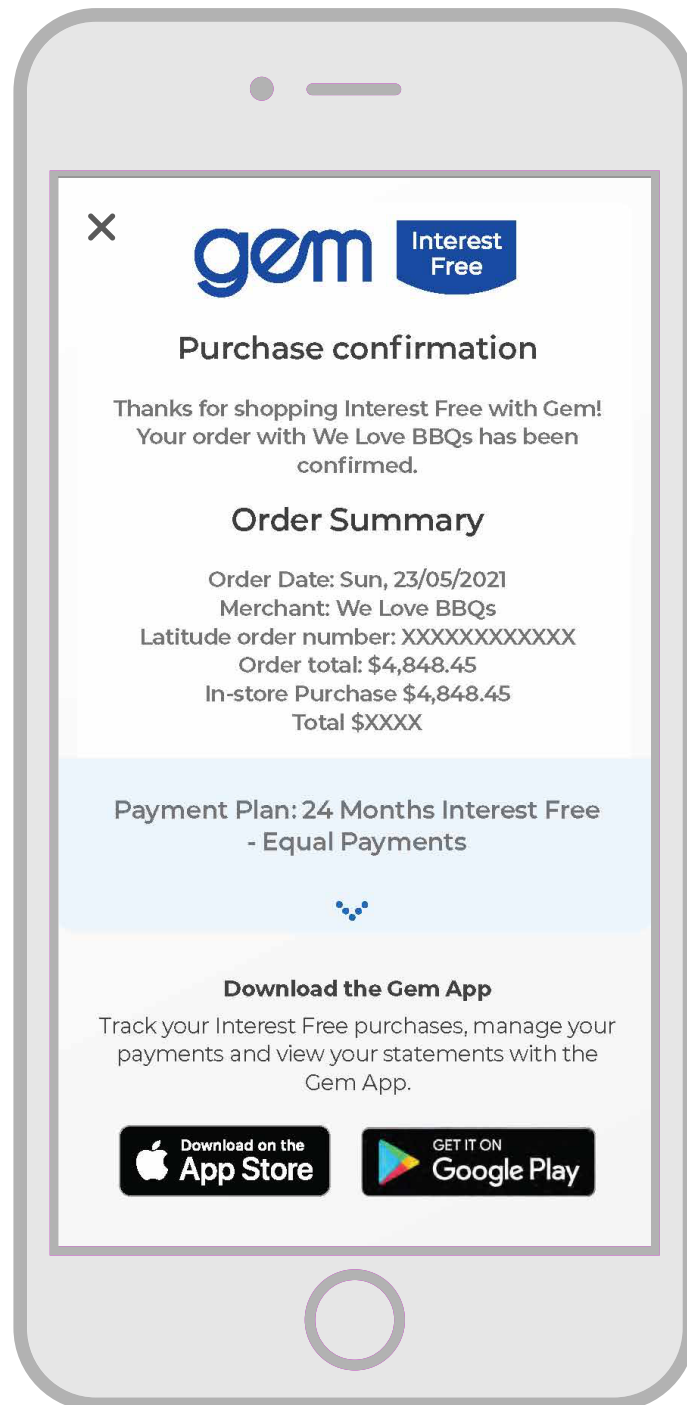 gem
Interest
Free
Purchase confirmation
Thanks for shopping Interest Free with Gem!
Your order with We Love BBQs has been
confirmed.
Order Summary
Order Date: Sun, 23/05/2021
Merchant: We Love BBQs
Latitude order number: XXXXXXXXXXXX
Order total: $4,848.45
In-store Purchase $4,848.45
Total $XXXX
Payment Plan: 24 Months Interest Free
- Equal Payments
Download the Gem App
Track your Interest Free purchases, manage your
payments and view your statements with the
Gem App.
Download on the
App Store
GET IT ON
Google Play